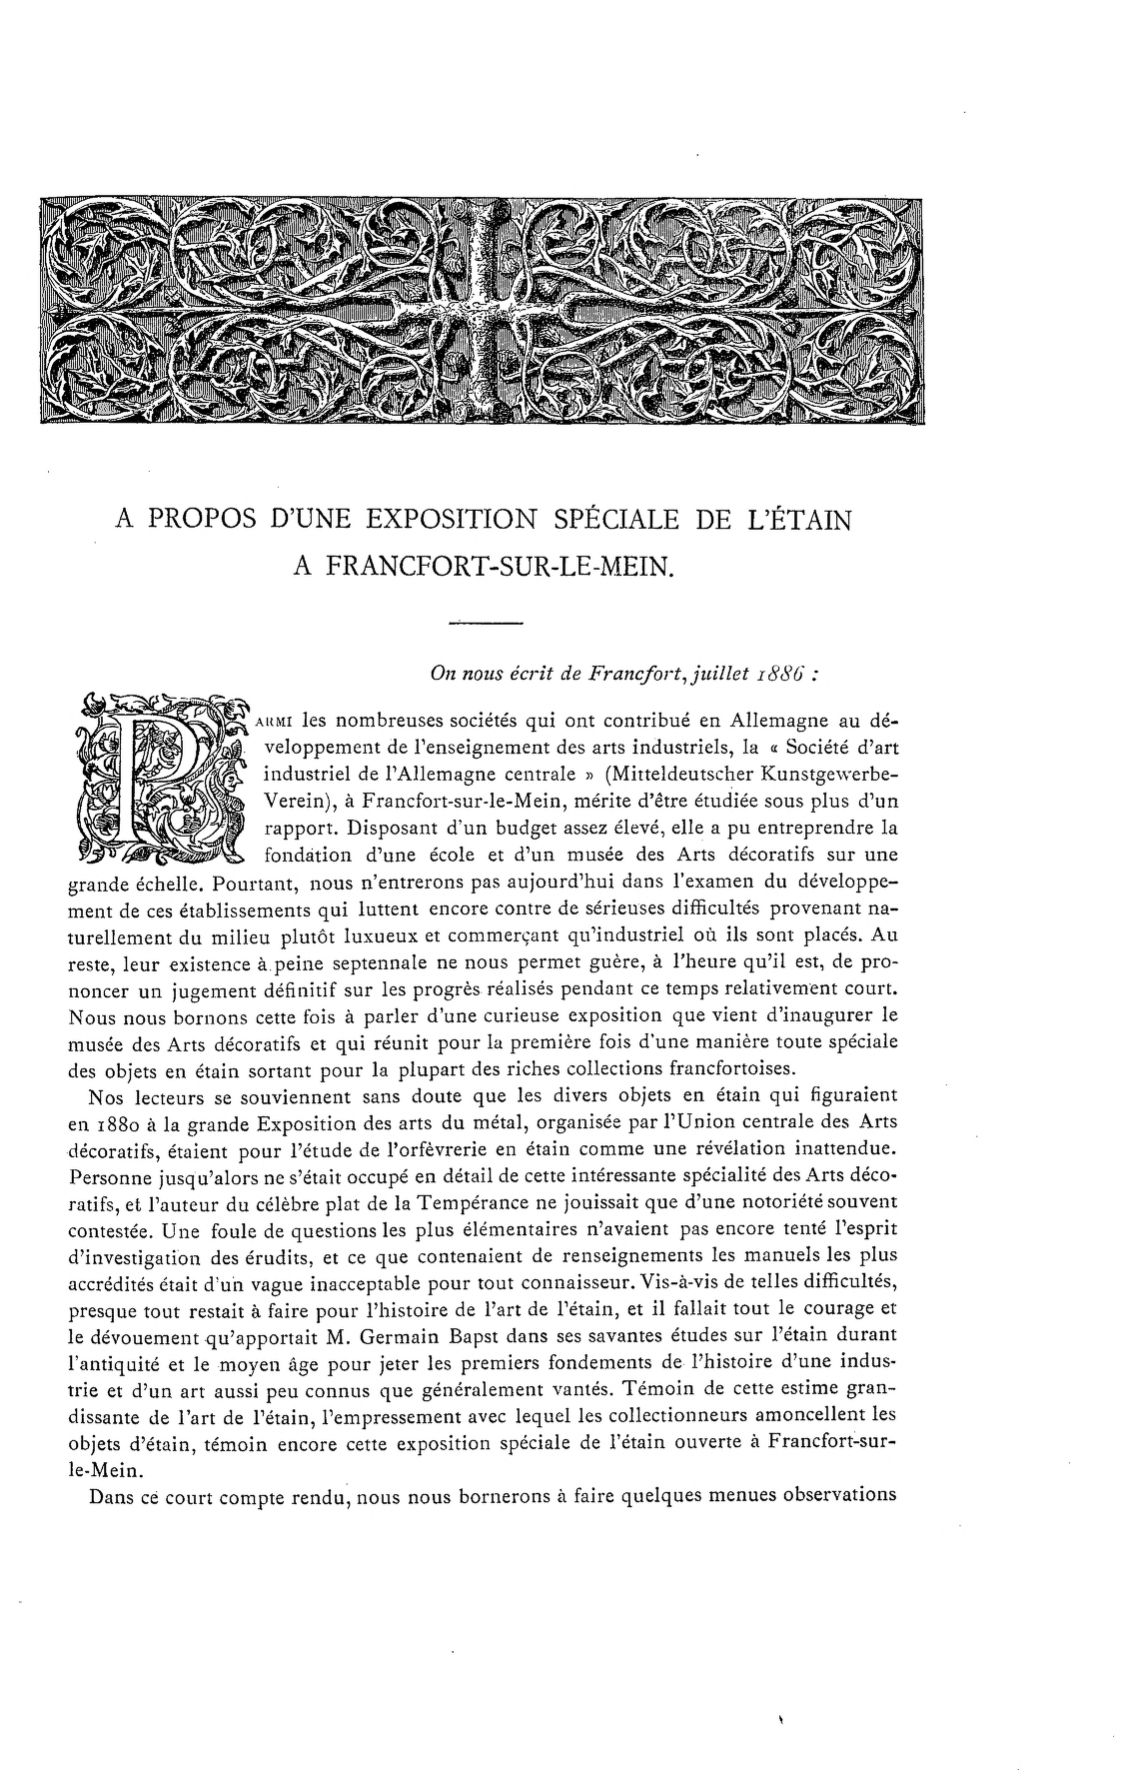 A PROPOS D'UNE EXPOSITION SPÉCIALE DE L'ÉTAIN
A FRANCFORT-SUR-LE-MEIN.
On nous écrit de Francfort, juillet 1886 :
PARMI les nombreuses sociétés qui ont contribué en Allemagne au dé-
veloppement de l'enseignement des arts industriels, la « Société d'art
industriel de l'Allemagne centrale » (Mitteldeutscher Kunstgewerbe-
Verein), à Francfort-sur-le-Mein, mérite d'être étudiée sous plus d'un
rapport. Disposant d'un budget assez élevé, elle a pu entreprendre la
fondation d'une école et d'un musée des Arts décoratifs sur une
grande échelle. Pourtant, nous n'entrerons pas aujourd'hui dans l'examen du développe-
ment de ces établissements qui luttent encore contre de sérieuses difficultés provenant na-
turellement du milieu plutôt luxueux et commerçant qu'industriel où ils sont placés. Au
reste, leur existence à peine septennale ne nous permet guère, à l'heure qu'il est, de pro-
noncer un jugement définitif sur les progrès réalisés pendant ce temps relativement court.
Nous nous bornons cette fois à parler d'une curieuse exposition que vient d'inaugurer le
musée des Arts décoratifs et qui réunit pour la première fois d'une manière toute spéciale
des objets en étain sortant pour la plupart des riches collections francfortoises.
Nos lecteurs se souviennent sans doute que les divers objets en étain qui figuraient
en 1880 à la grande Exposition des arts du métal, organisée par l'Union centrale des Arts
décoratifs, étaient pour l'étude de l'orfèvrerie en étain comme une révélation inattendue.
Personne jusqu'alors ne s'était occupé en détail de cette intéressante spécialité des Arts déco-
ratifs, et l'auteur du célèbre plat de la Tempérance ne jouissait que d'une notoriété souvent
contestée. Une foule de questions les plus élémentaires n'avaient pas encore tenté l'esprit
d'investigation des érudits, et ce que contenaient de renseignements les manuels les plus
accrédités était d'un vague inacceptable pour tout connaisseur. Vis-à-vis de telles difficultés,
presque tout restait à faire pour l'histoire de l'art de l'étain, et il fallait tout le courage et
le dévouement qu'apportait M. Germain Bapst dans ses savantes études sur l'étain durant
l'antiquité et le moyen âge pour jeter les premiers fondements de l'histoire d'une indus-
trie et d'un art aussi peu connus que généralement vantés. Témoin de cette estime gran-
dissante de l'art de l'étain, l'empressement avec lequel les collectionneurs amoncellent les
objets d'étain, témoin encore cette exposition spéciale de l'étain ouverte à Francfort-sur-
le-Mein.
Dans ce court compte rendu, nous nous bornerons à faire quelques menues observations